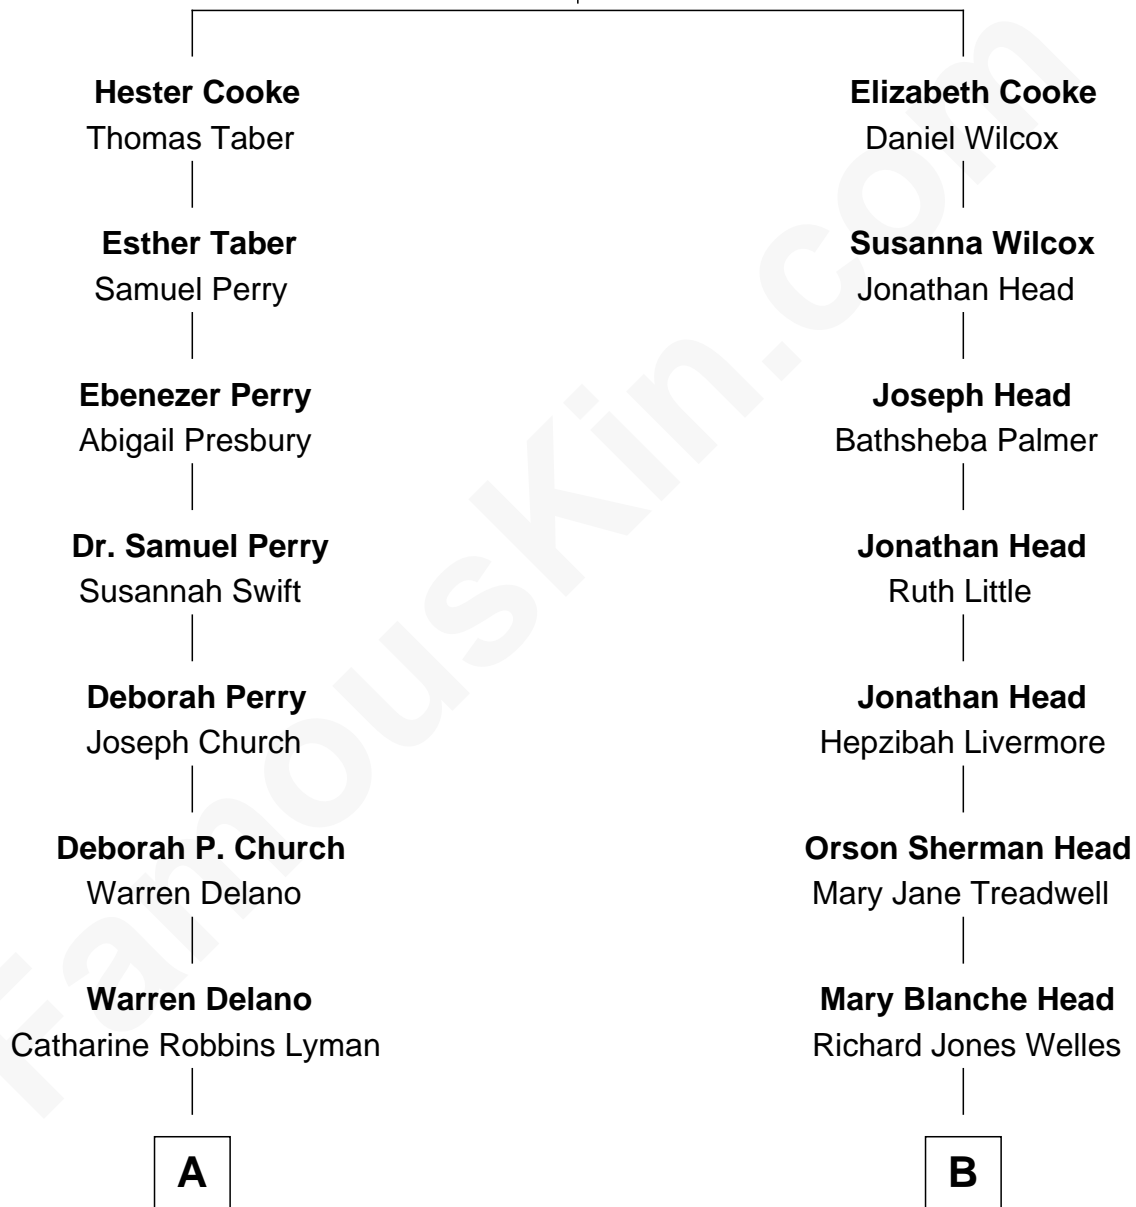 Hester Cooke
Thomas Taber
Elizabeth Cooke
Daniel Wilcox
Esther Taber
Samuel Perry
Susanna Wilcox
Jonathan Head
Ebenezer Perry
Abigail Presbury
Joseph Head
Bathsheba Palmer
Dr. Samuel Perry
Susannah Swift
Jonathan Head
Ruth Little
Deborah Perry
Joseph Church
Jonathan Head
Hepzibah Livermore
Deborah P. Church
Warren Delano
Orson Sherman Head
Mary Jane Treadwell
Warren Delano
Catharine Robbins Lyman
Mary Blanche Head
Richard Jones Welles
A
B
FamousKin.com